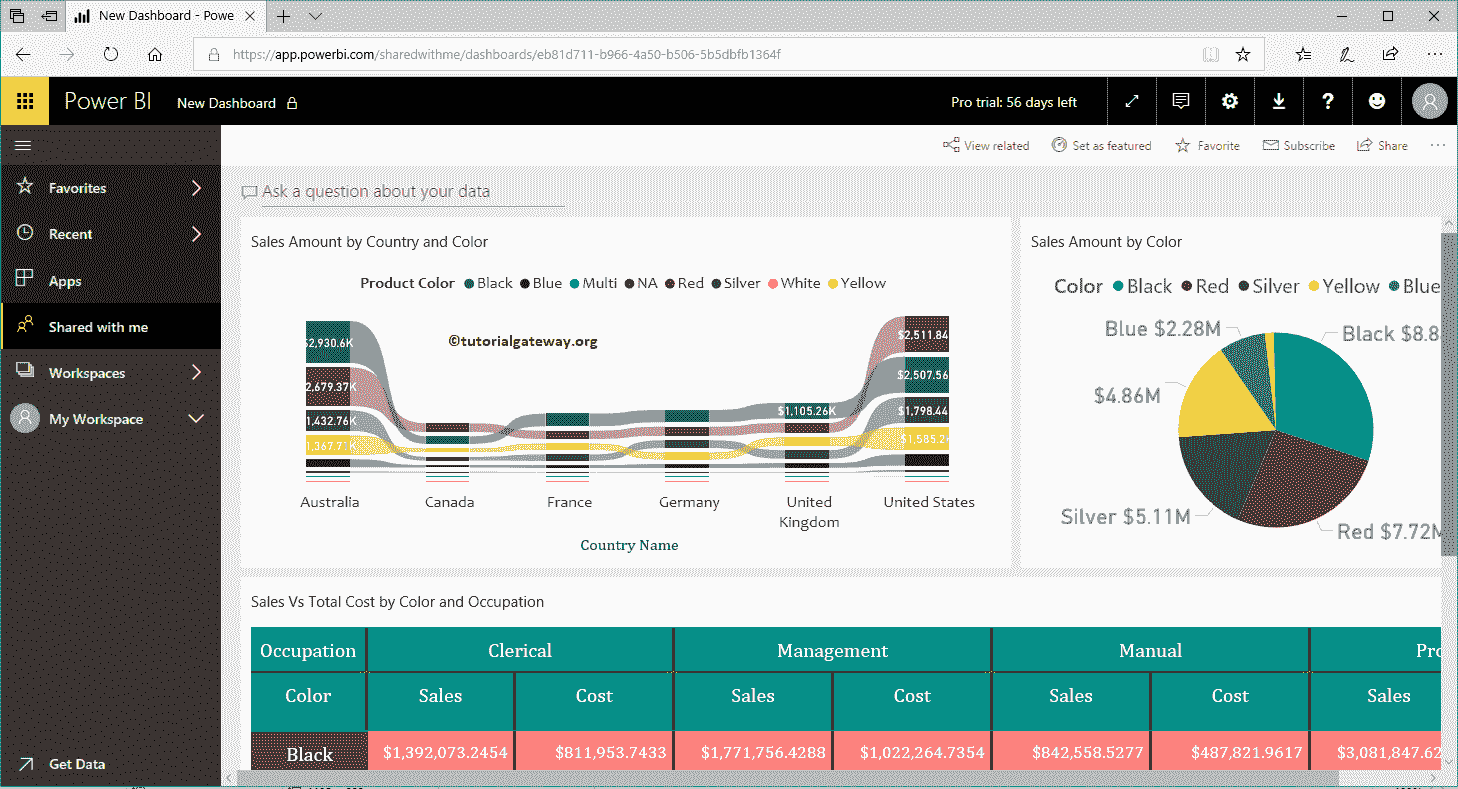 New Dashboard - Powe
https://app.powerbi.com/sharedwithme/dashboards/eb81d711-b966-4a50-b506-5b5dbfb1364f
Power BI New Dashboard Pro trial: 56 days left
View related Set as featured Favorite Subscribe Share
Favorites
Recent
Apps
Shared with me
Workspaces
My Workspace
Get Data
Ask a question about your data
Sales Amount by Country and Color
Product Color Black Blue Multi NA Red Silver White Yellow
©tutorialgateway.org
$2,930.6K
2,679.37K
1,432.76K
1,367.77K
$1,105.26K
$2,511.84
$2,507.56
$1,798.44
$1,585.2
Australia Canada France Germany United Kingdom United States
Country Name
Sales Amount by Color
Color Black Red Silver Yellow Blue
Blue $2.28M
Black $8.8
$4.86M
Silver $5.11M
Red $7.72M
Sales Vs Total Cost by Color and Occupation
Occupation Clerical Management Manual Pro
Color Sales Cost Sales Cost Sales Cost Sales
Black $1,392,073.2454 $811,953.7433 $1,771,756.4288 $1,022,264.7354 $842,558.5277 $487,821.9617 $3,081,847.62